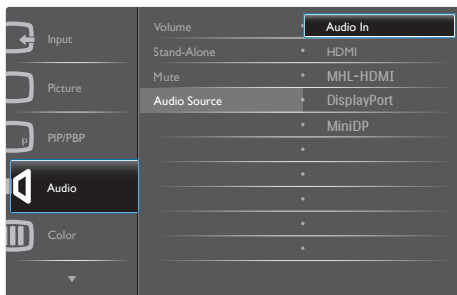 Input
Picture
P
PIP/PBP
Audio
Color
Volume
Stand-Alone
Mute
Audio Source
Audio In
HDMI
MHL-HDMI
DisplayPort
MiniDP